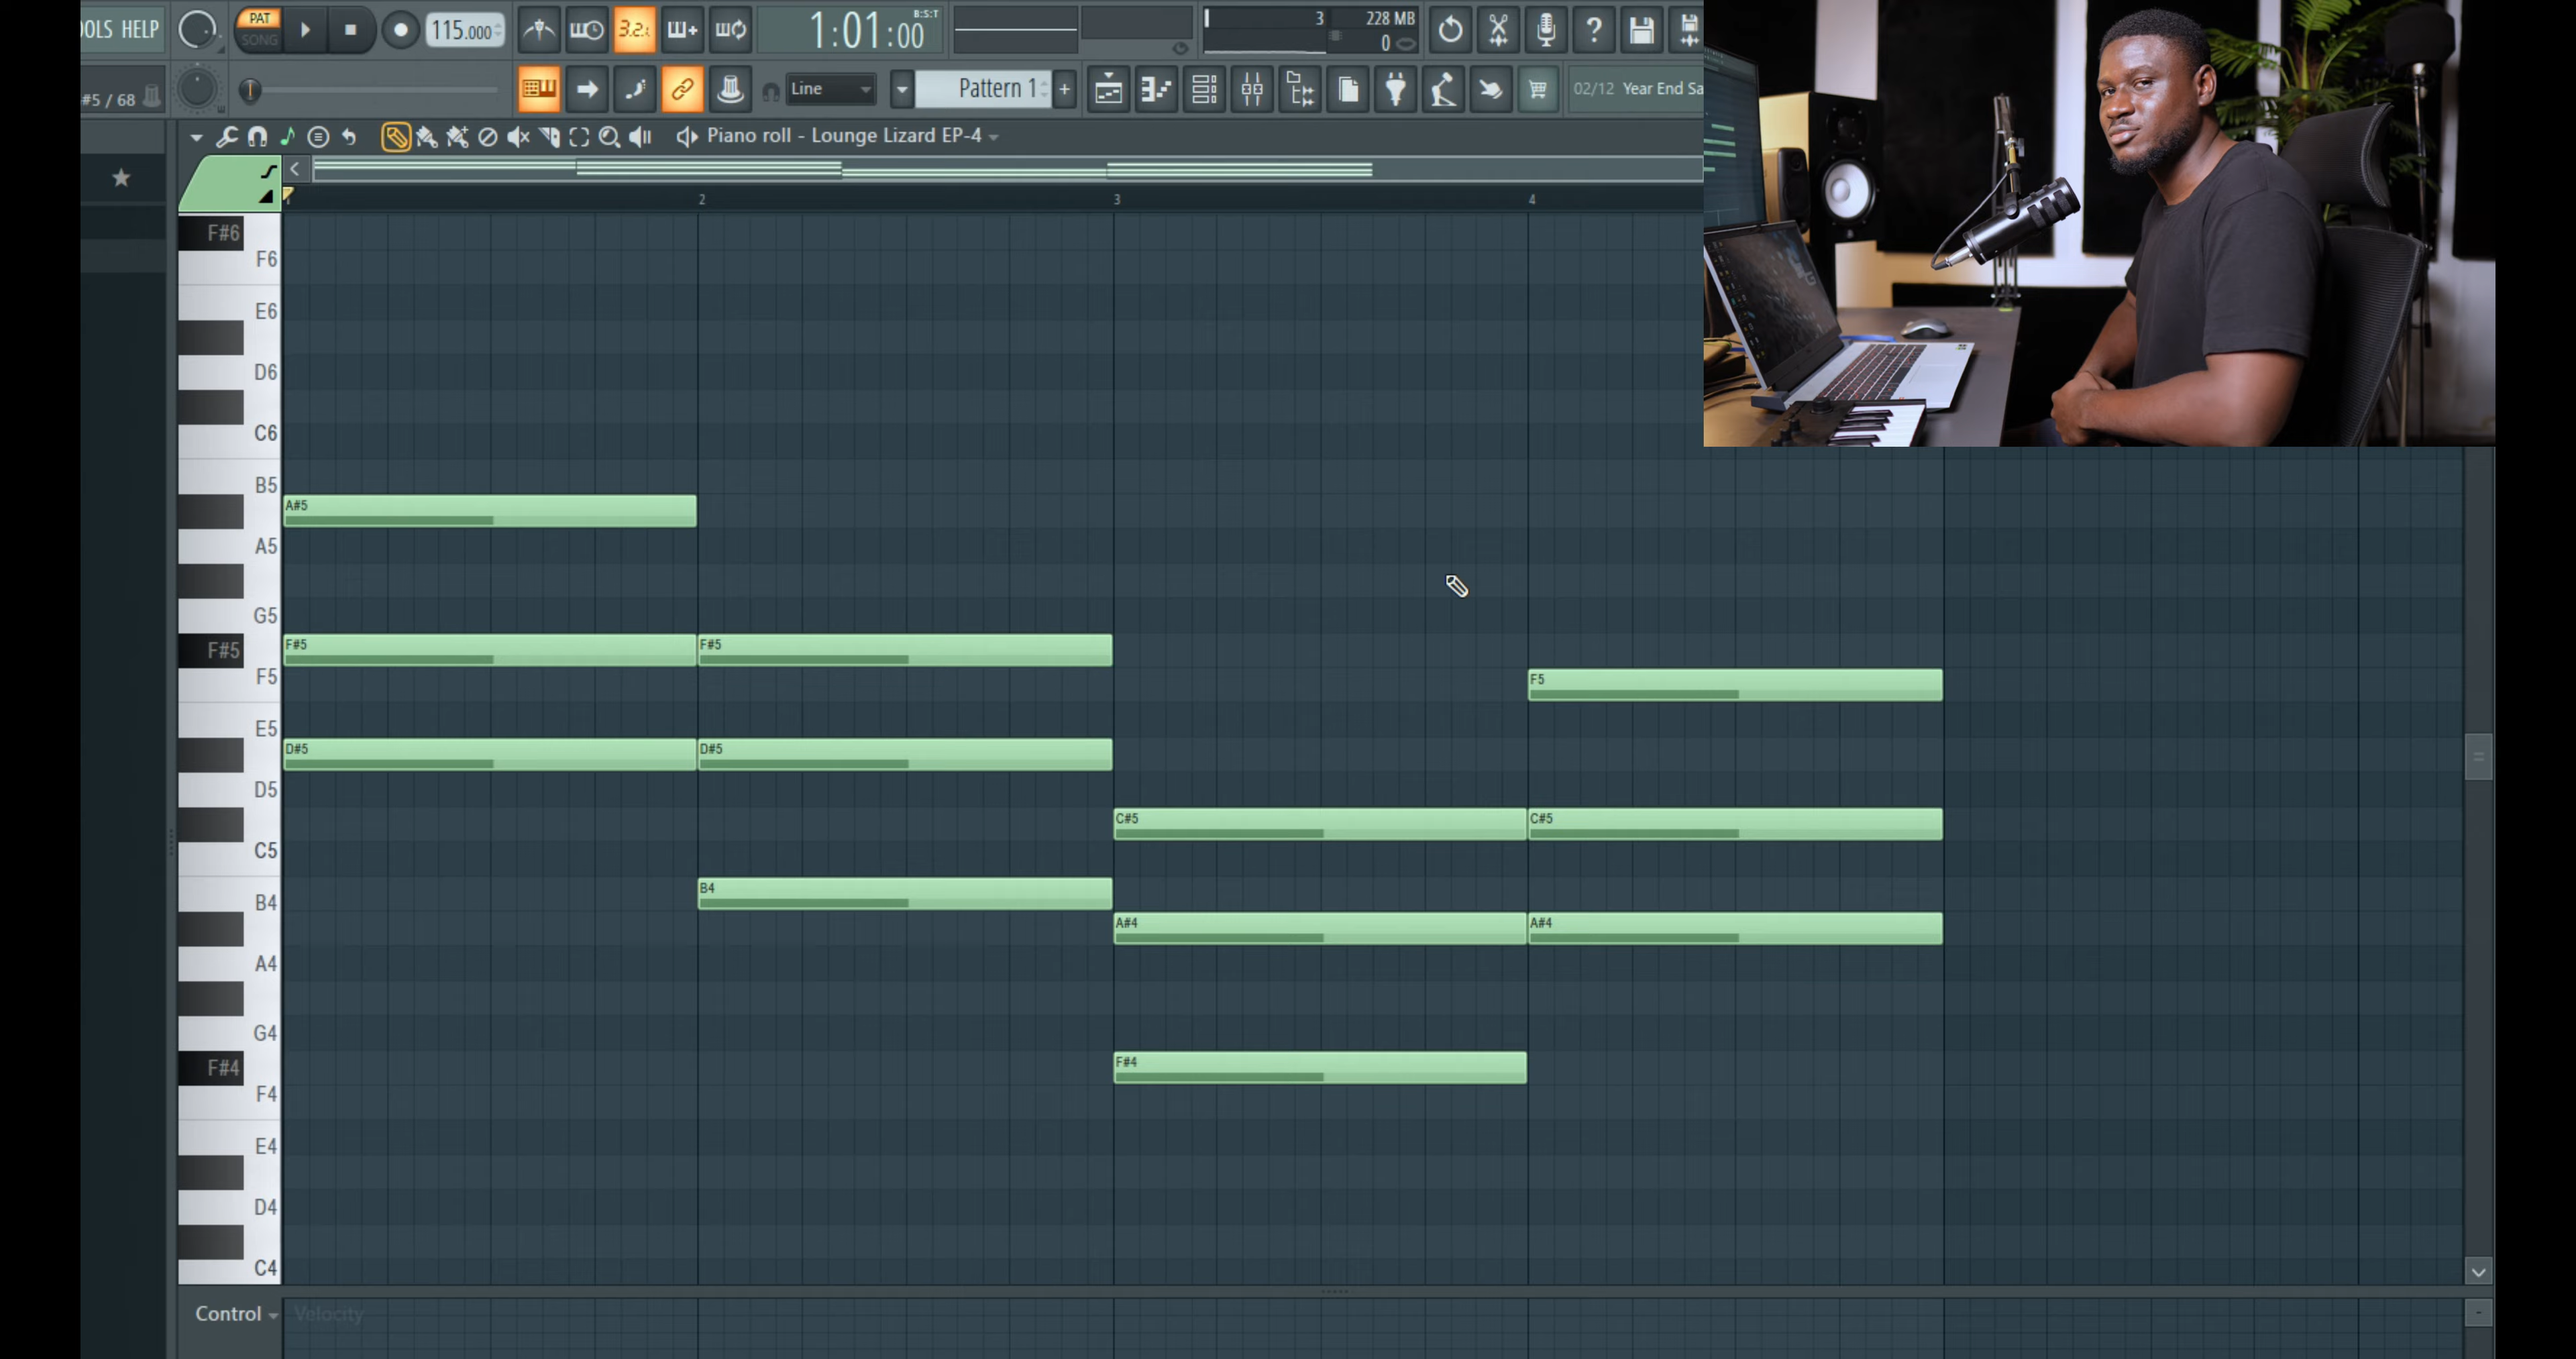 OOLS HELP
PAT
SONG
115.000
3.2.
1:01:00
B:S:T
3
228 MB
0
#5 / 68
Line
Pattern 1
+
02/12 Year End Sa
Piano roll - Lounge Lizard EP-4
2
3
4
F#6
F6
E6
D6
C6
B5
A#5
A5
G5
F#5
F#5
F#5
F5
F5
E5
D#5
D#5
D5
C#5
C#5
C5
B4
B4
A#4
A#4
A4
G4
F#4
F#4
F4
E4
D4
C4
Control
Velocity